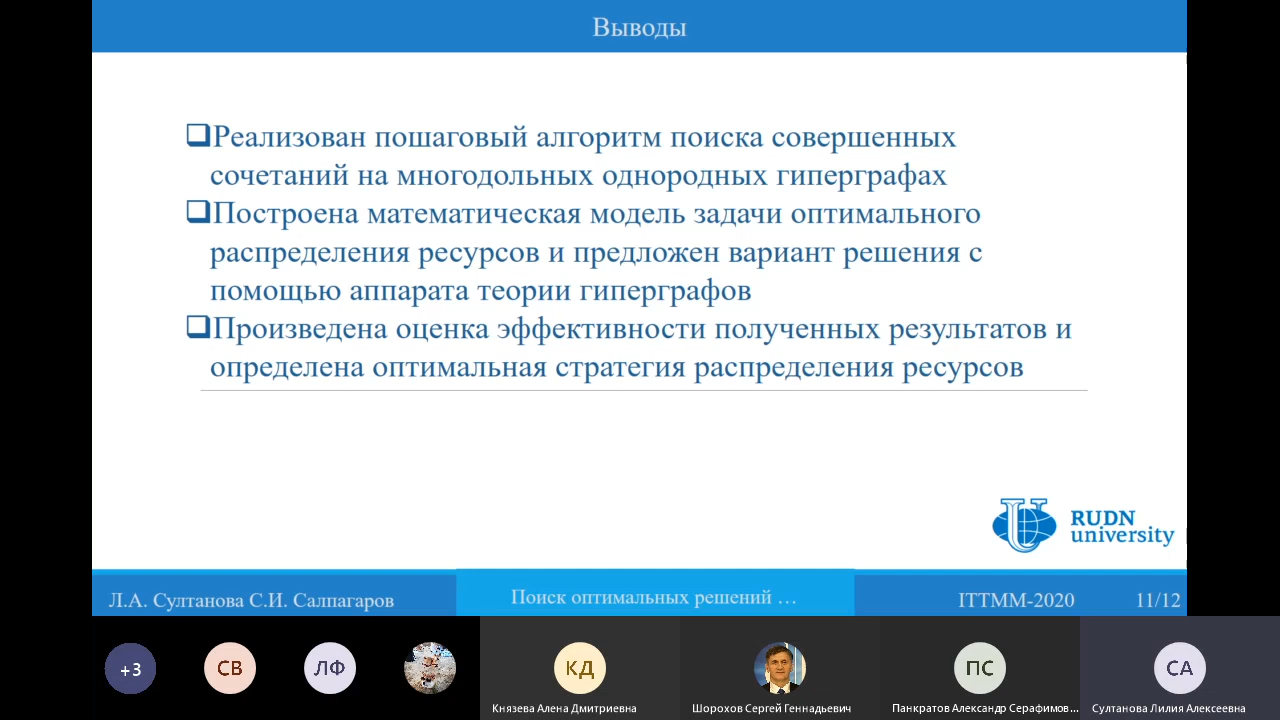 Выводы
❑Реализован пошаговый алгоритм поиска совершенных
сочетаний на многодольных однородных гиперграфах
❑Построена математическая модель задачи оптимального
распределения ресурсов и предложен вариант решения с
помощью аппарата теории гиперграфов
❑Произведена оценка эффективности полученных результатов и
определена оптимальная стратегия распределения ресурсов
RUDN
university
Л.А. Султанова С.И. Салпагаров
Поиск оптимальных решений …
ITTMM-2020
11/12
+3
СВ
ЛФ
КД
ПС
СА
Князева Алена Дмитриевна
Шорохов Сергей Геннадьевич
Панкратов Александр Серафимов...
Султанова Лилия Алексеевна